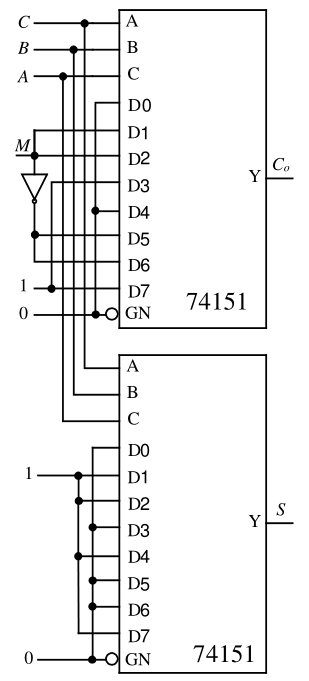 C A
B B
A C
D0
D1
M D2
D3
Y Cₒ
D4
D5
D6
1 D7
74151
0 GN
A
B
C
D0
1 D1
D2
Y S
D3
D4
D5
D6
D7
74151
0 GN